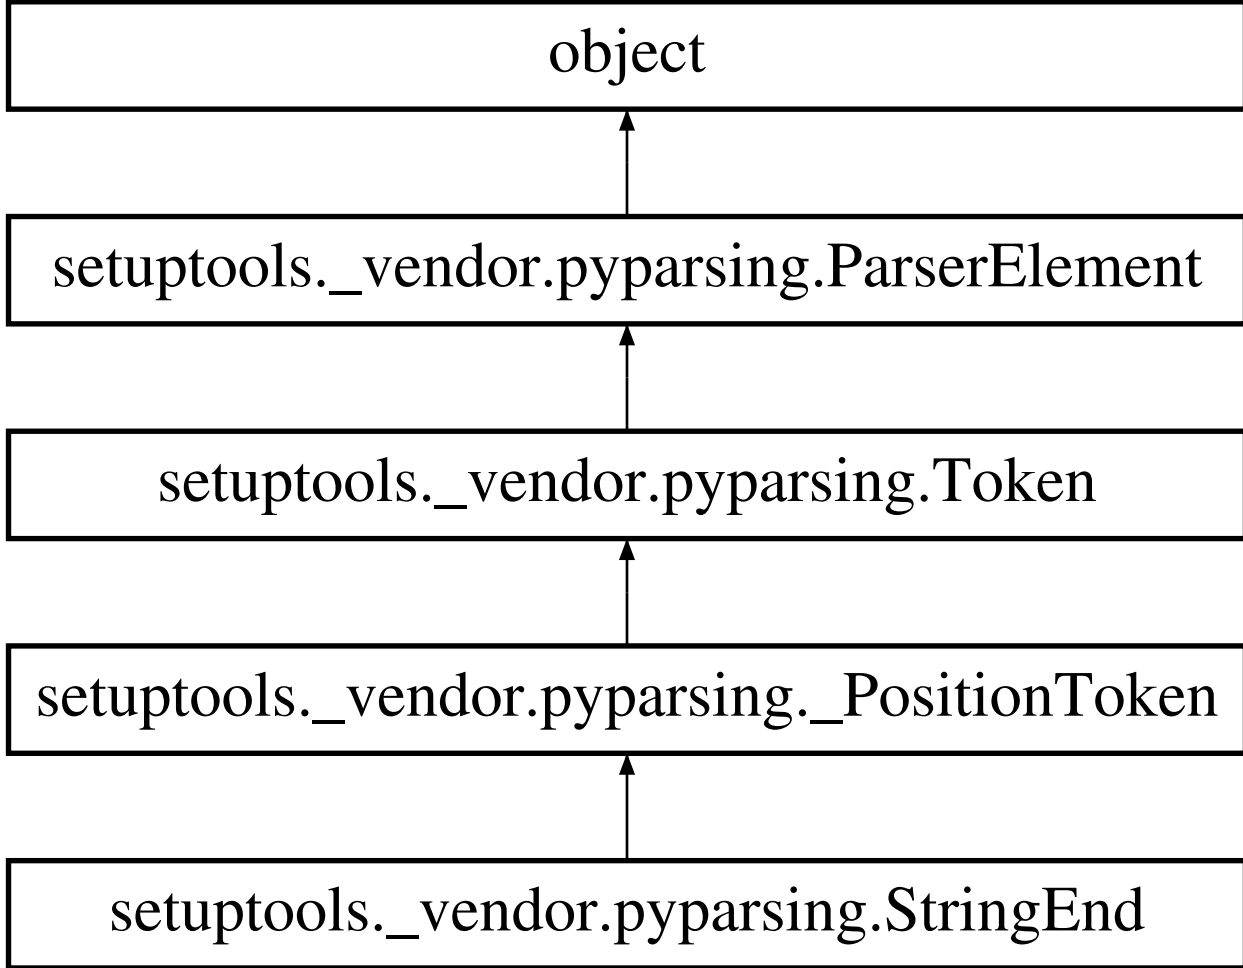 object
setuptools._vendor.pyparsing.ParserElement
setuptools._vendor.pyparsing.Token
setuptools._vendor.pyparsing._PositionToken
setuptools._vendor.pyparsing.StringEnd